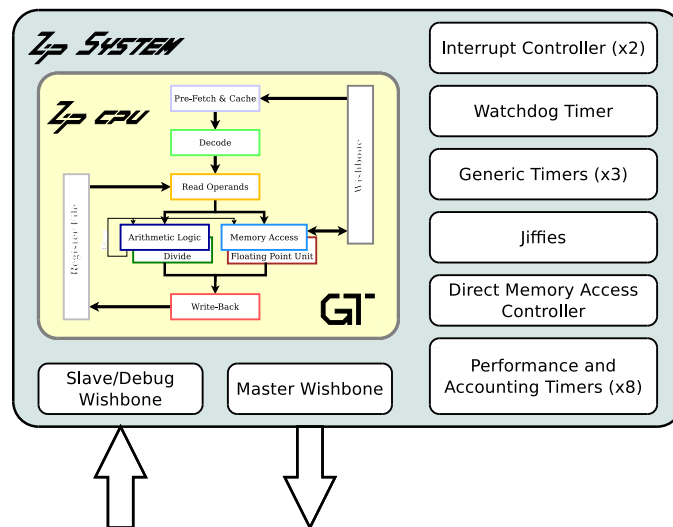 Zip System
Interrupt Controller (x2)
Watchdog Timer
Generic Timers (x3)
Jiffies
Direct Memory Access
Controller
Performance and
Accounting Timers (x8)
Zip CPU
Pre-Fetch & Cache
Decode
Read Operands
Arithmetic Logic
Divide
Memory Access
Floating Point Unit
Write-Back
Register File
Wishbone
GT
Slave/Debug
Wishbone
Master Wishbone